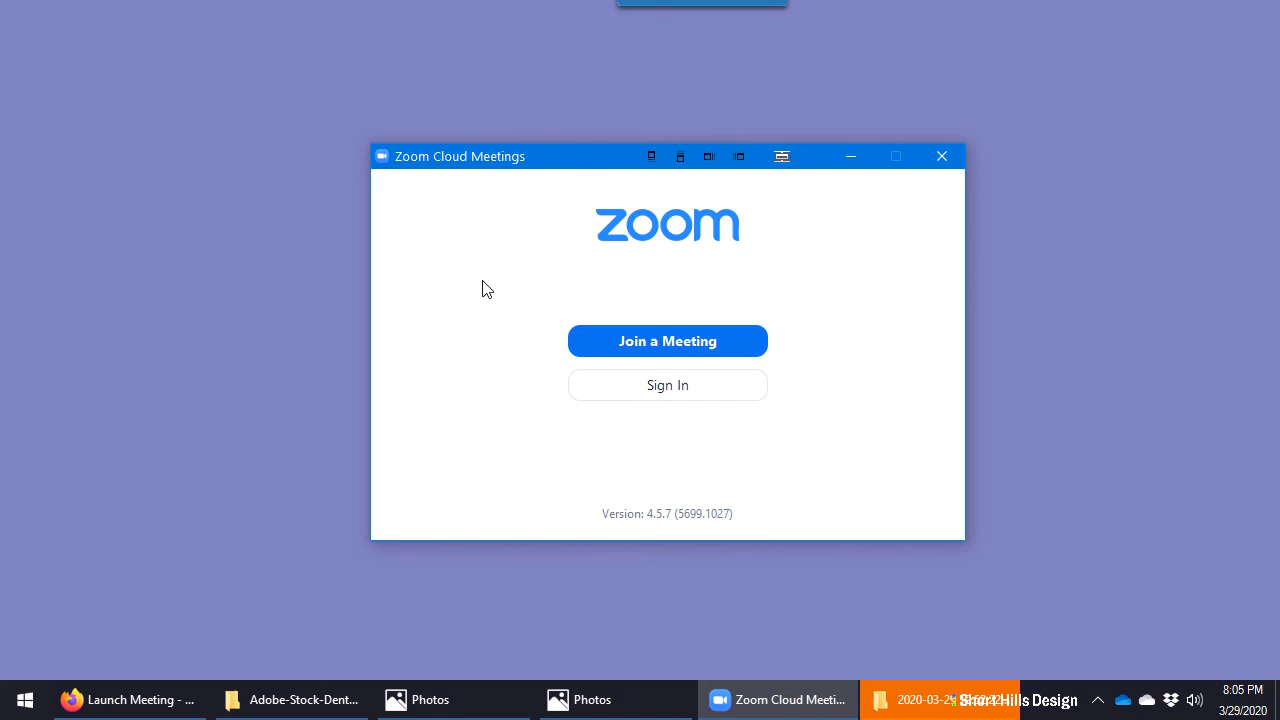 Zoom Cloud Meetings
zoom
Join a Meeting
Sign In
Version: 4.5.7 (5699.1027)
Launch Meeting - ...
Adobe-Stock-Dent...
Photos
Photos
Zoom Cloud Meeti...
Short Hills Design
8:05 PM
3/29/2020